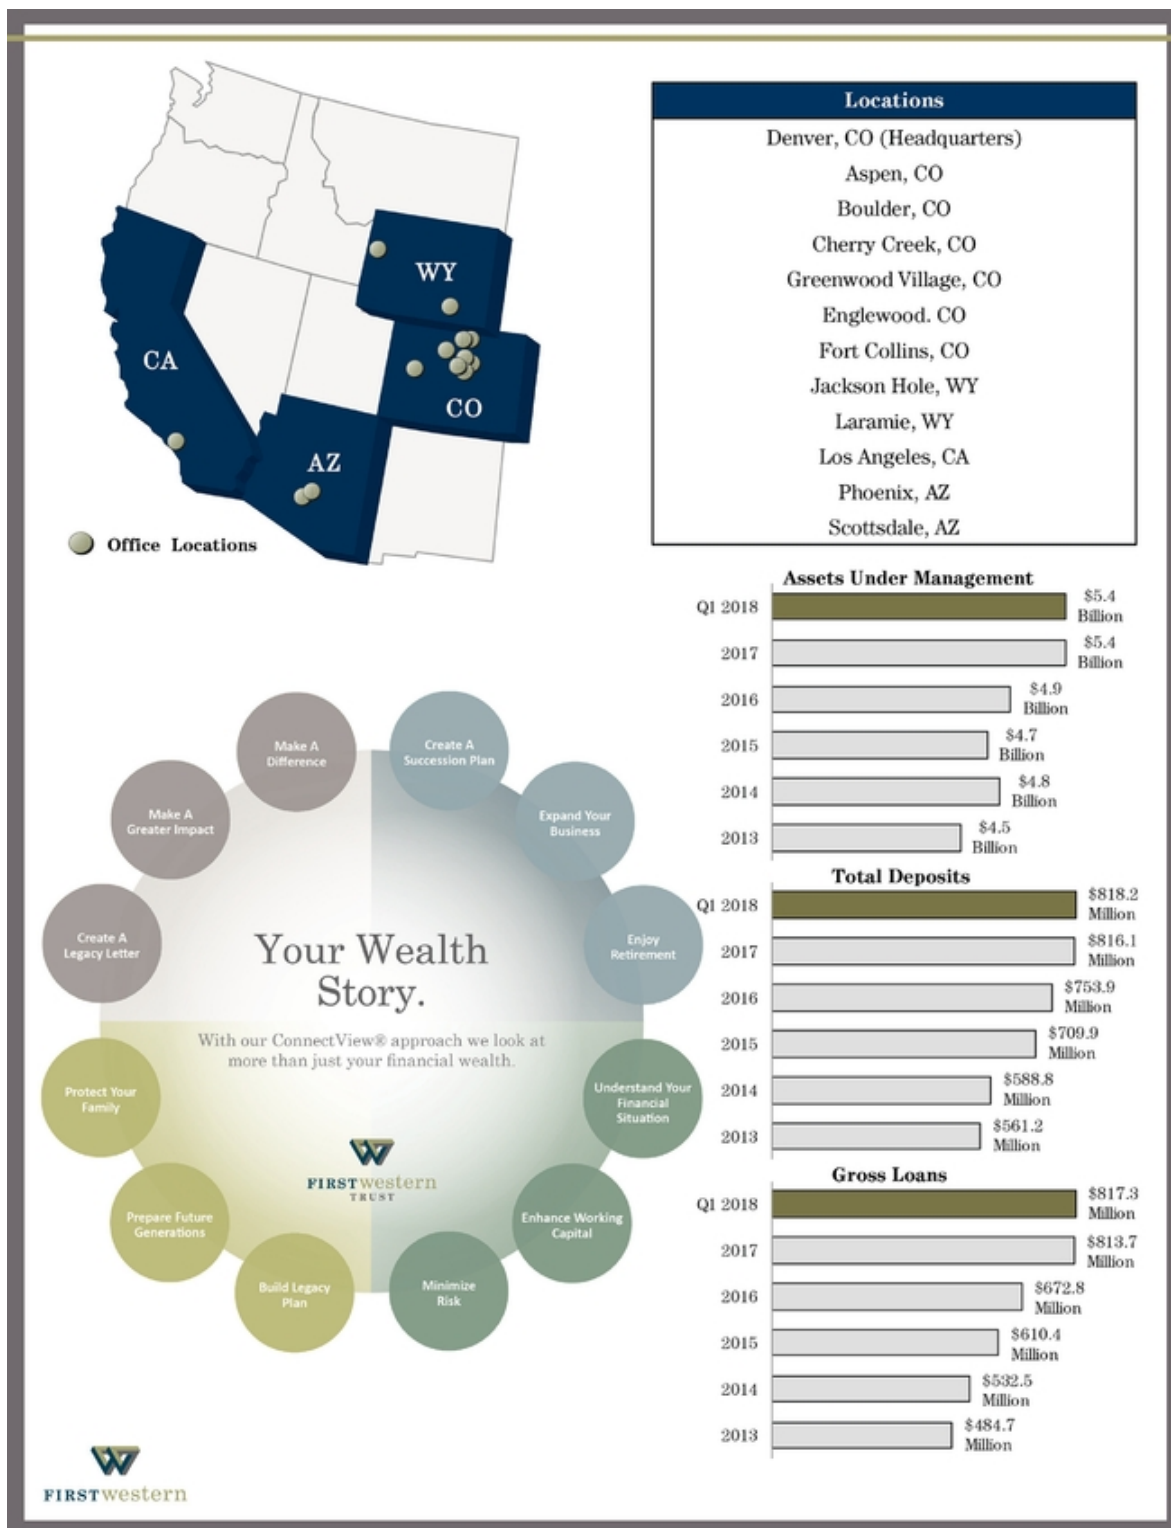 WY
CA
CO
AZ
Office Locations
Locations
Denver, CO (Headquarters)
Aspen, CO
Boulder, CO
Cherry Creek, CO
Greenwood Village, CO
Englewood. CO
Fort Collins, CO
Jackson Hole, WY
Laramie, WY
Los Angeles, CA
Phoenix, AZ
Scottsdale, AZ
Assets Under Management
Q1 2018
$5.4
Billion
2017
$5.4
Billion
2016
$4.9
Billion
2015
$4.7
Billion
2014
$4.8
Billion
2013
$4.5
Billion
Total Deposits
Q1 2018
$818.2
Million
2017
$816.1
Million
2016
$753.9
Million
2015
$709.9
Million
2014
$588.8
Million
2013
$561.2
Million
Gross Loans
Q1 2018
$817.3
Million
2017
$813.7
Million
2016
$672.8
Million
2015
$610.4
Million
2014
$532.5
Million
2013
$484.7
Million
Make A
Difference
Create A
Succession Plan
Make A
Greater Impact
Expand Your
Business
Create A
Legacy Letter
Enjoy
Retirement
Your Wealth
Story.
With our ConnectView® approach we look at
more than just your financial wealth.
Protect Your
Family
Understand Your
Financial
Situation
FIRSTwestern
TRUST
Prepare Future
Generations
Enhance Working
Capital
Build Legacy
Plan
Minimize
Risk
FIRSTwestern